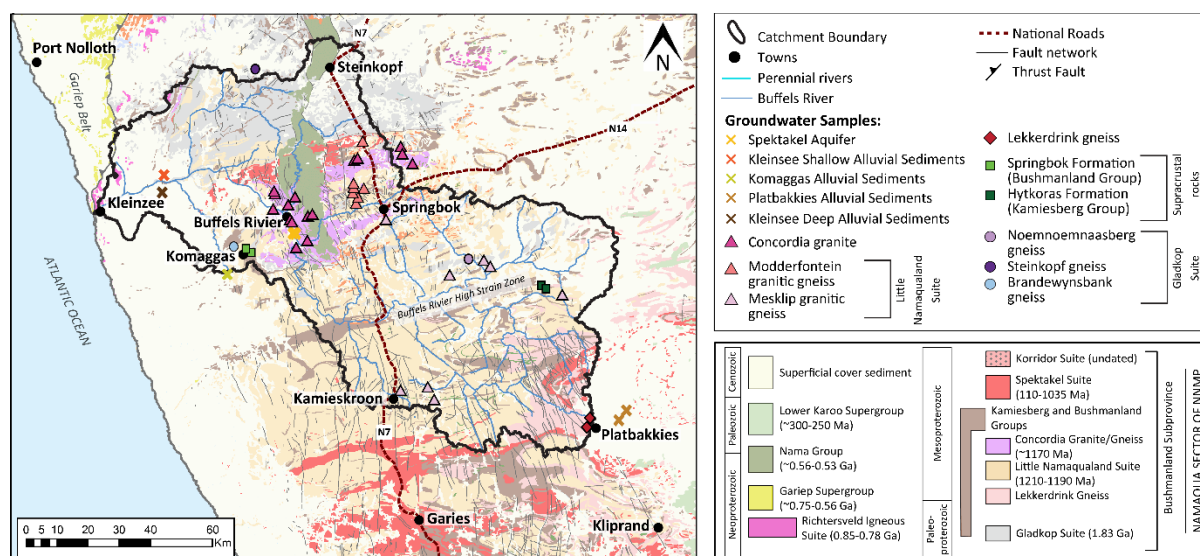 Port Nolloth
Steinkopf
N7
N
Gariep Belt
N14
Kleinzee
Buffels Rivier
Springbok
Komaggas
ATLANTIC OCEAN
Buffels Rivier High Strain Zone
Kamieskroon
N7
Platbakkies
Garies
Kliprand
0 5 10 20 30 40 60
Km
Catchment Boundary
Towns
Perennial rivers
Buffels River
National Roads
Fault network
Thrust Fault
Groundwater Samples:
Spektakel Aquifer
Kleinsee Shallow Alluvial Sediments
Komaggas Alluvial Sediments
Platbakkies Alluvial Sediments
Kleinsee Deep Alluvial Sediments
Concordia granite
Modderfontein
granitic gneiss
Mesklip granitic
gneiss
Little
Namaqualand
Suite
Lekkerdrink gneiss
Springbok Formation
(Bushmanland Group)
Hytkoras Formation
(Kamiesberg Group)
Supracrustal
rocks
Noemnoemnaasberg
gneiss
Steinkopf gneiss
Brandewynsbank
gneiss
Gladkop
Suite
Cenozoic
Paleozoic
Neoproterozoic
Superficial cover sediment
Lower Karoo Supergroup
(~300-250 Ma)
Nama Group
(~0.56-0.53 Ga)
Gariep Supergroup
(~0.75-0.56 Ga)
Richtersveld Igneous
Suite (0.85-0.78 Ga)
Mesoproterozoic
Paleo-
proterozoic
Korridor Suite (undated)
Spektakel Suite
(110-1035 Ma)
Kamiesberg and Bushmanland
Groups
Concordia Granite/Gneiss
(~1170 Ma)
Little Namaqualand Suite
(1210-1190 Ma)
Lekkerdrink Gneiss
Gladkop Suite (1.83 Ga)
Bushmanland Subprovince
NAMAQUA SECTOR OF NNMP